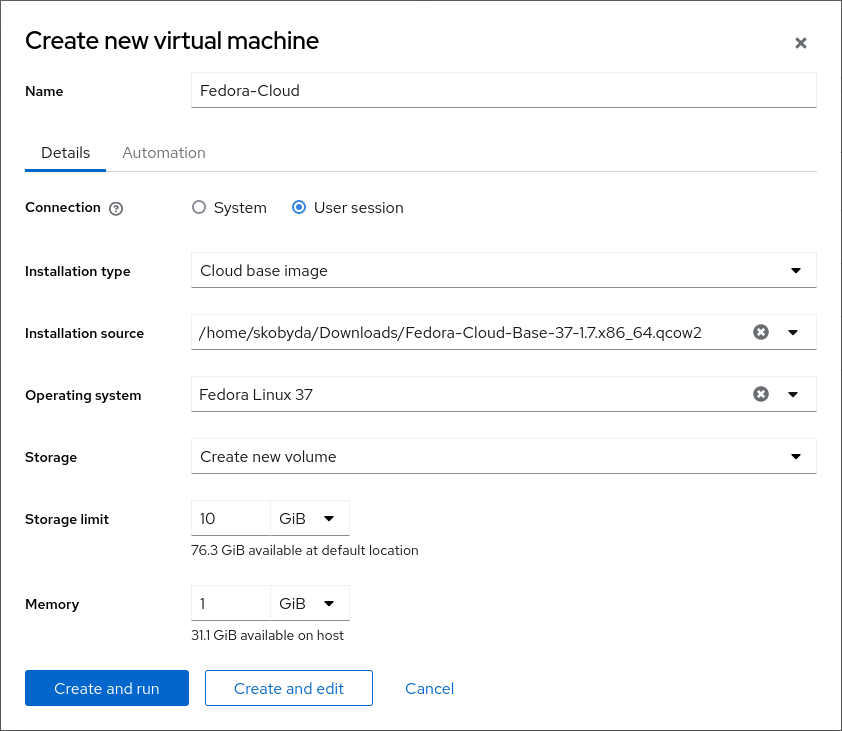 Create new virtual machine
Name Fedora-Cloud
Details Automation
Connection ? System User session
Installation type Cloud base image
Installation source /home/skobyda/Downloads/Fedora-Cloud-Base-37-1.7.x86_64.qcow2
Operating system Fedora Linux 37
Storage Create new volume
Storage limit 10 GiB
76.3 GiB available at default location
Memory 1 GiB
31.1 GiB available on host
Create and run Create and edit Cancel